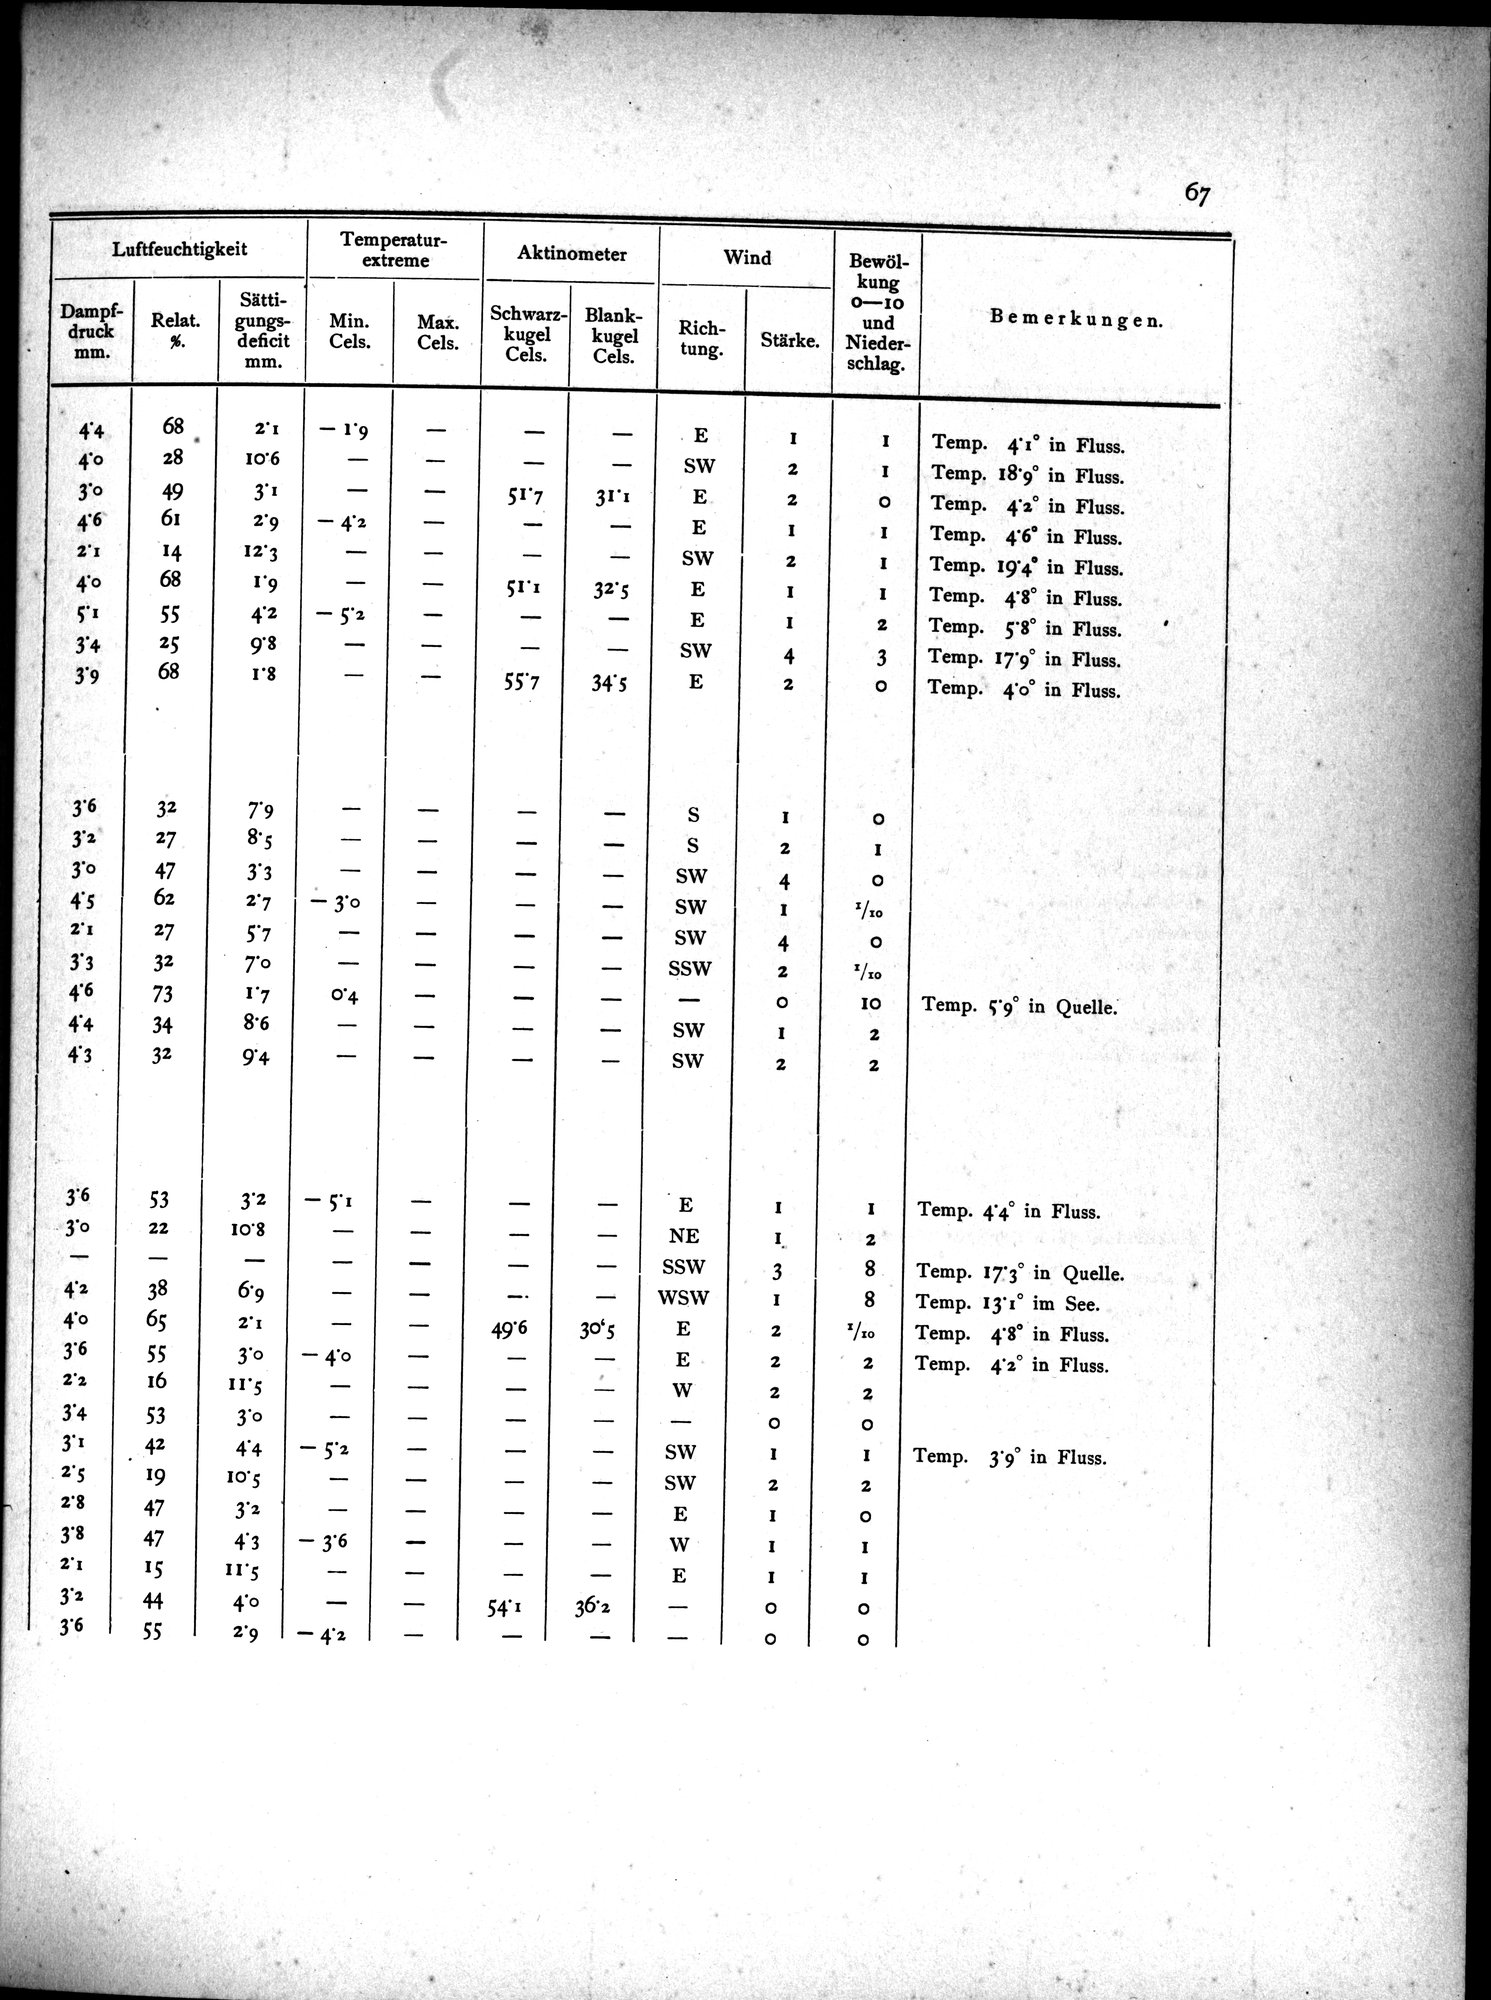 67
Luftfeuchtigkeit | Temperatur-extreme | Aktinometer | Wind | Bewölkung 0—10 und Niederschlag. | Bemerkungen.
Dampfdruck mm. | Relat. %. | Sättigungsdeficit mm. | Min. Cels. | Max. Cels. | Schwarzkugel Cels. | Blankkugel Cels. | Richtung. | Stärke.
4·4 68 2·1 — 1·9 — — — E 1 1 Temp. 4·1° in Fluss.
4·0 28 10·6 — — — — SW 2 1 Temp. 18·9° in Fluss.
3·0 49 3·1 — — 51·7 31·1 E 2 0 Temp. 4·2° in Fluss.
4·6 61 2·9 — 4·2 — — — E 1 1 Temp. 4·6° in Fluss.
2·1 14 12·3 — — — — SW 2 1 Temp. 19·4° in Fluss.
4·0 68 1·9 — — 51·1 32·5 E 1 1 Temp. 4·8° in Fluss.
5·1 55 4·2 — 5·2 — — — E 1 2 Temp. 5·8° in Fluss.
3·4 25 9·8 — — — — SW 4 3 Temp. 17·9° in Fluss.
3·9 68 1·8 — — 55·7 34·5 E 2 0 Temp. 4·0° in Fluss.
3·6 32 7·9 — — — — S 1 0
3·2 27 8·5 — — — — S 2 1
3·0 47 3·3 — — — — SW 4 0
4·5 62 2·7 — 3·0 — — — SW 1 1/10
2·1 27 5·7 — — — — SW 4 0
3·3 32 7·0 — — — — SSW 2 1/10
4·6 73 1·7 0·4 — — — — 0 10 Temp. 5·9° in Quelle.
4·4 34 8·6 — — — — SW 1 2
4·3 32 9·4 — — — — SW 2 2
3·6 53 3·2 — 5·1 — — — E 1 1 Temp. 4·4° in Fluss.
3·0 22 10·8 — — — — NE 1 2
— — — — — — — SSW 3 8 Temp. 17·3° in Quelle.
4·2 38 6·9 — — — — WSW 1 8 Temp. 13·1° im See.
4·0 65 2·1 — — 49·6 30·5 E 2 1/10 Temp. 4·8° in Fluss.
3·6 55 3·0 — 4·0 — — — E 2 2 Temp. 4·2° in Fluss.
2·2 16 11·5 — — — — W 2 2
3·4 53 3·0 — — — — — 0 0
3·1 42 4·4 — 5·2 — — — SW 1 1 Temp. 3·9° in Fluss.
2·5 19 10·5 — — — — SW 2 2
2·8 47 3·2 — — — — E 1 0
3·8 47 4·3 — 3·6 — — — W 1 1
2·1 15 11·5 — — — — E 1 1
3·2 44 4·0 — — 54·1 36·2 — 0 0
3·6 55 2·9 — 4·2 — — — — 0 0